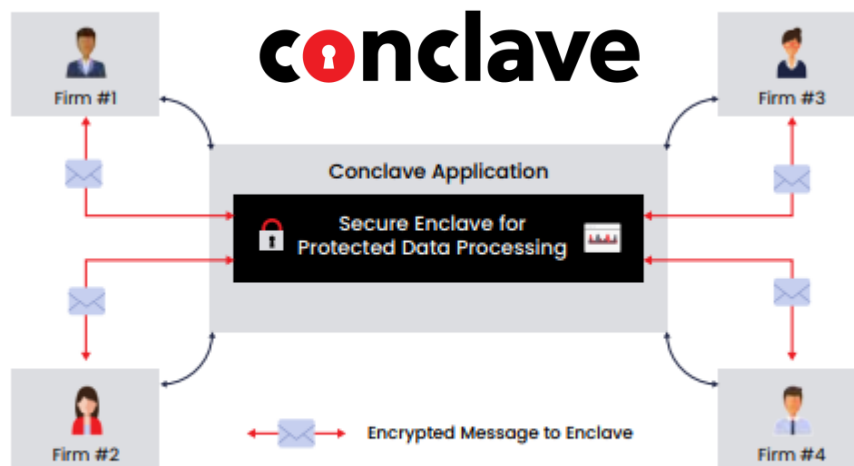 conclave
Firm #1
Firm #3
Conclave Application
Secure Enclave for
Protected Data Processing
Firm #2
Encrypted Message to Enclave
Firm #4